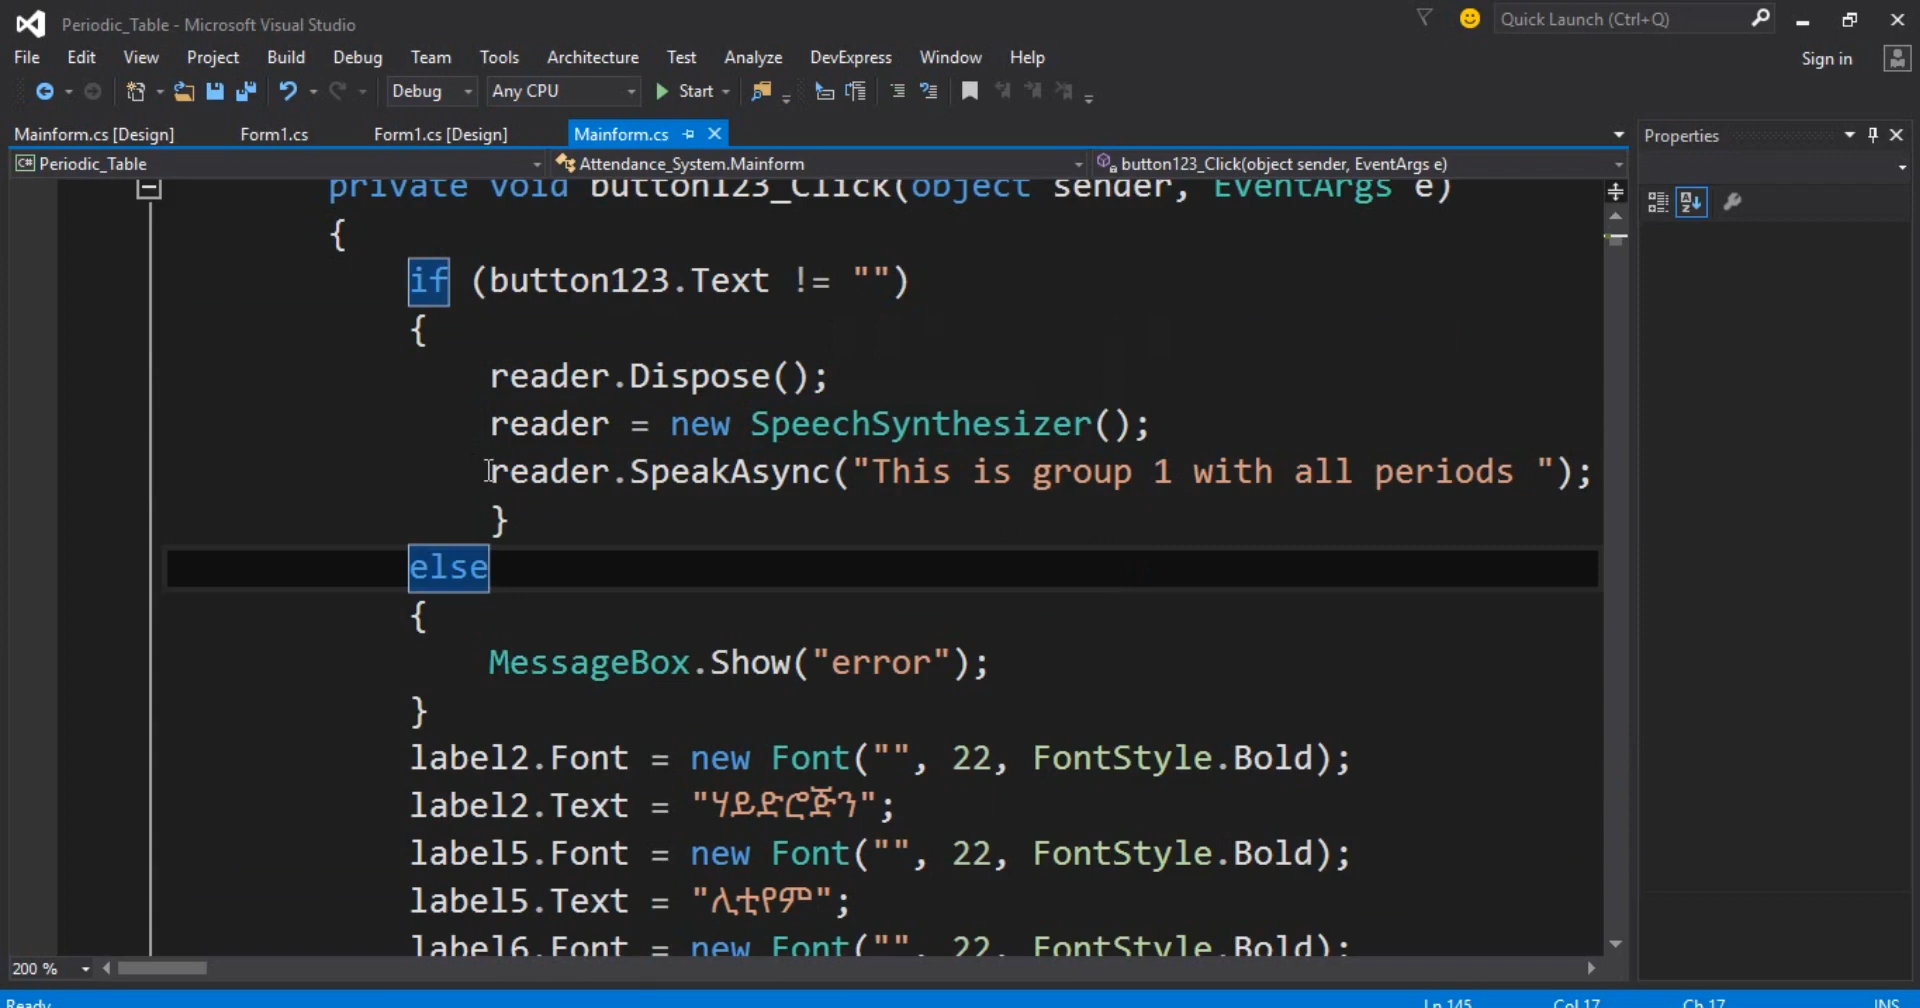 Periodic_Table - Microsoft Visual Studio
Quick Launch (Ctrl+Q)
File Edit View Project Build Debug Team Tools Architecture Test Analyze DevExpress Window Help
Sign in
Debug Any CPU Start
Mainform.cs [Design] Form1.cs Form1.cs [Design] Mainform.cs
Properties
C# Periodic_Table Attendance_System.Mainform button123_Click(object sender, EventArgs e)
private void button123_Click(object sender, EventArgs e)
{
if (button123.Text != "")
{
reader.Dispose();
reader = new SpeechSynthesizer();
reader.SpeakAsync("This is group 1 with all periods ");
}
else
{
MessageBox.Show("error");
}
label2.Font = new Font("", 22, FontStyle.Bold);
label2.Text = "ሃይድሮጅን";
label5.Font = new Font("", 22, FontStyle.Bold);
label5.Text = "ሊቲየም";
label6.Font = new Font("", 22, FontStyle.Bold);
200 %
Ready Ln 145 Col 17 Ch 17 INS